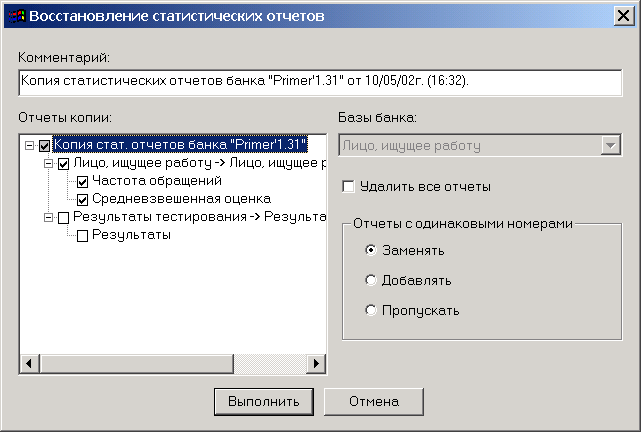 Восстановление статистических отчетов
Комментарий:
Копия статистических отчетов банка "Primer'1.31" от 10/05/02г. (16:32).
Отчеты копии:
Копия стат. отчетов банка "Primer'1.31"
Лицо, ищущее работу -> Лицо, ищущее р
Частота обращений
Средневзвешенная оценка
Результаты тестирования -> Результа
Результаты
Базы банка:
Лицо, ищущее работу
Удалить все отчеты
Отчеты с одинаковыми номерами
Заменять
Добавлять
Пропускать
Выполнить
Отмена